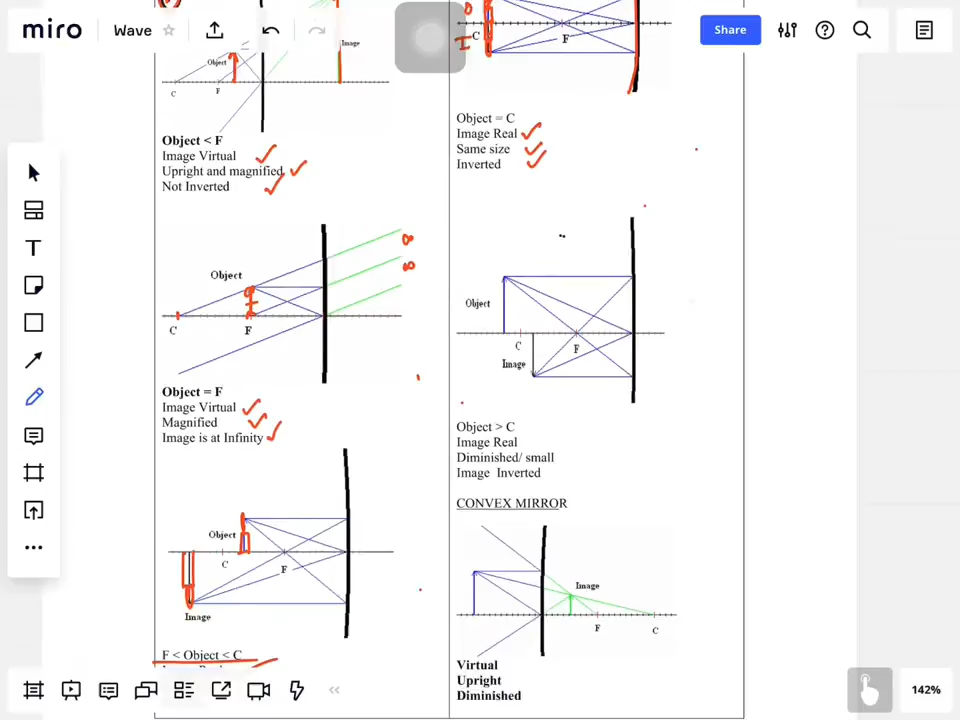 miro
Wave
Share
Object
Image
C
F
Object < F
Image Virtual
Upright and magnified
Not Inverted
Object
∞
∞
C
F
Object = F
Image Virtual
Magnified
Image is at Infinity
Object
C
F
Image
F < Object < C
I
C
F
Object = C
Image Real
Same size
Inverted
Object
C
F
Image
Object > C
Image Real
Diminished/ small
Image Inverted
CONVEX MIRROR
Image
F
C
Virtual
Upright
Diminished
T
142%